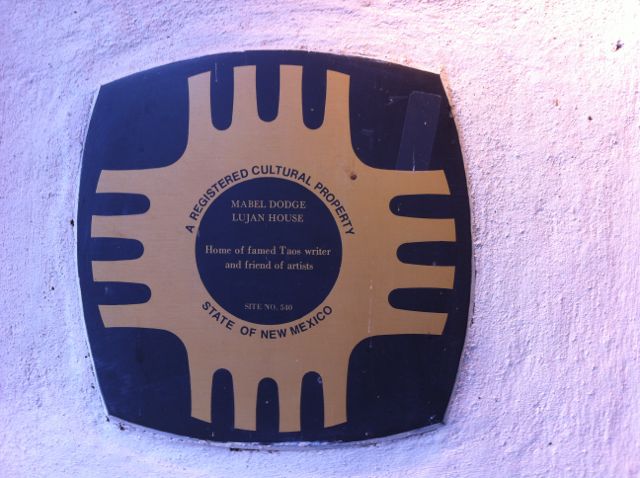 A REGISTERED CULTURAL PROPERTY
MABEL DODGE
LUJAN HOUSE
Home of famed Taos writer
and friend of artists
SITE NO. 540
STATE OF NEW MEXICO